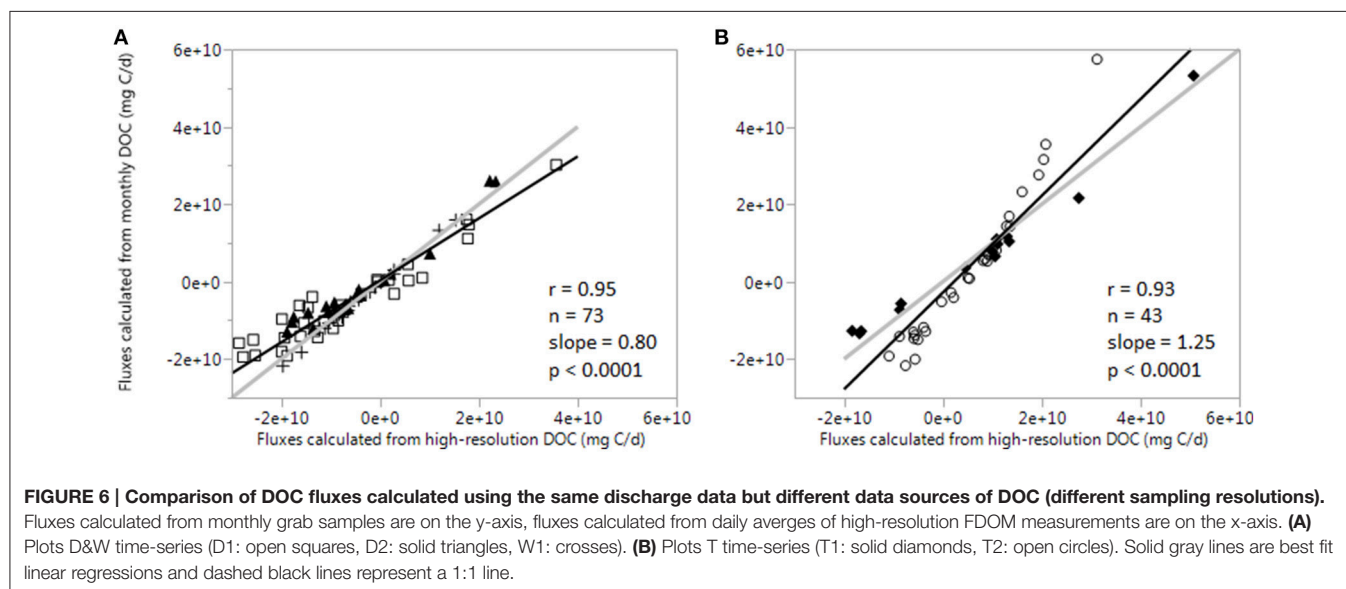 A
B
6e+10
4e+10
2e+10
0e+10
-2e+10
Fluxes calculated from monthly DOC (mg C/d)
-2e+10 0e+10 2e+10 4e+10 6e+10
Fluxes calculated from high-resolution DOC (mg C/d)
r = 0.95
n = 73
slope = 0.80
p < 0.0001
6e+10
4e+10
2e+10
0e+10
-2e+10
-2e+10 0e+10 2e+10 4e+10 6e+10
Fluxes calculated from high-resolution DOC (mg C/d)
r = 0.93
n = 43
slope = 1.25
p < 0.0001
FIGURE 6 | Comparison of DOC fluxes calculated using the same discharge data but different data sources of DOC (different sampling resolutions).
Fluxes calculated from monthly grab samples are on the y-axis, fluxes calculated from daily averges of high-resolution FDOM measurements are on the x-axis. (A)
Plots D&W time-series (D1: open squares, D2: solid triangles, W1: crosses). (B) Plots T time-series (T1: solid diamonds, T2: open circles). Solid gray lines are best fit
linear regressions and dashed black lines represent a 1:1 line.